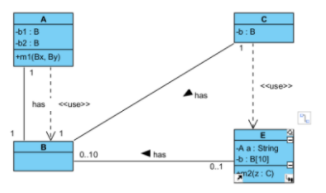 A
-b1 : B
-b2 : B
+m1(Bx, By)
C
-b : B
1
1
has
<<use>>
has
<<use>>
1
1
B
0..10
has
0..1
E
-A a : String
-b : B[10]
+m2(z : C)